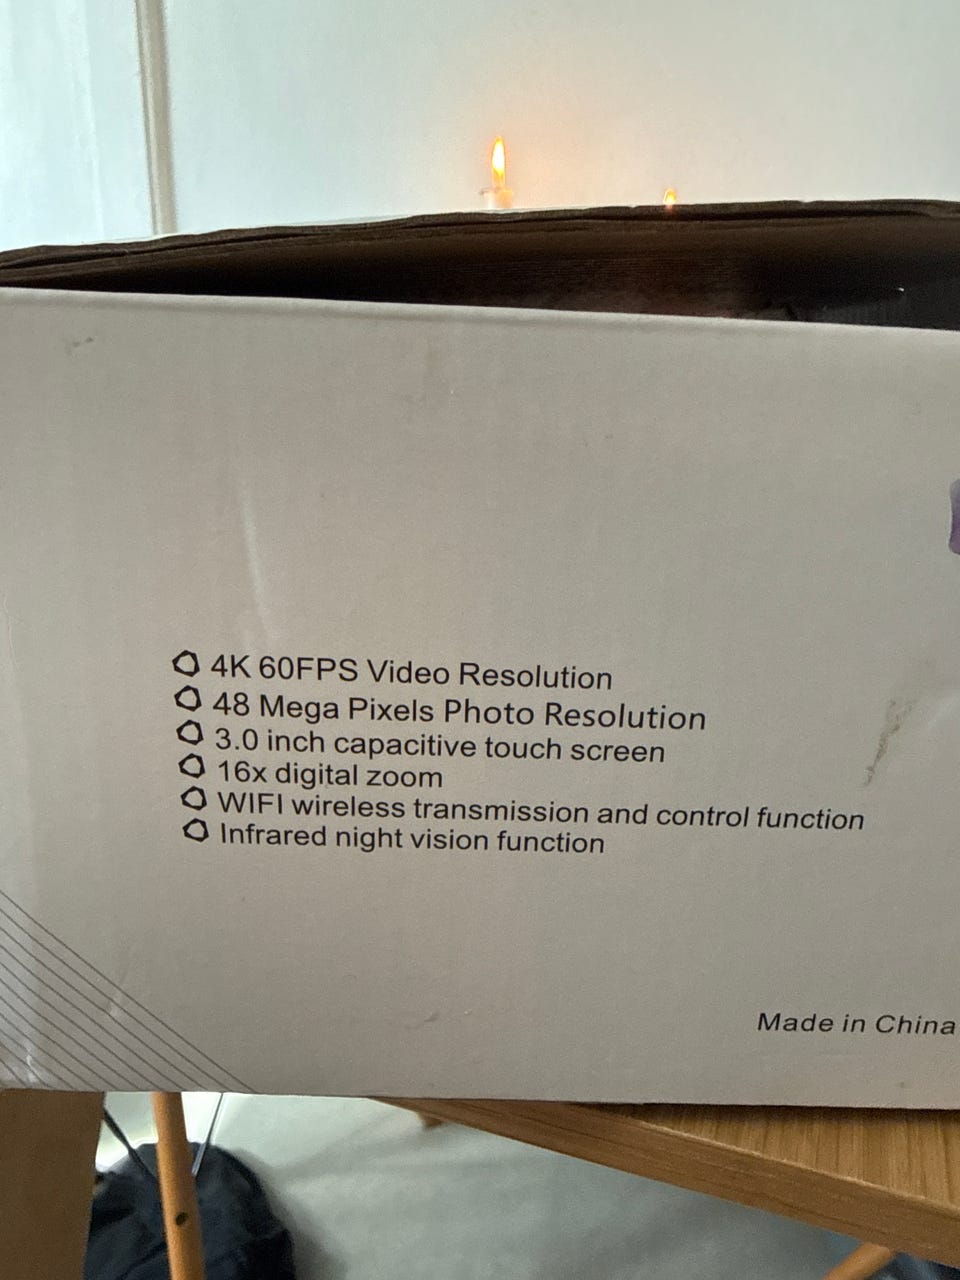 4K 60FPS Video Resolution
48 Mega Pixels Photo Resolution
3.0 inch capacitive touch screen
16x digital zoom
WIFI wireless transmission and control function
Infrared night vision function
Made in China